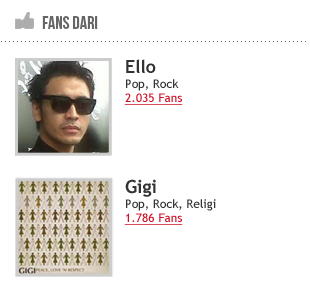 FANS DARI
Ello
Pop, Rock
2.035 Fans
Gigi
Pop, Rock, Religi
1.786 Fans
GIGI PEACE, LOVE 'N RESPECT